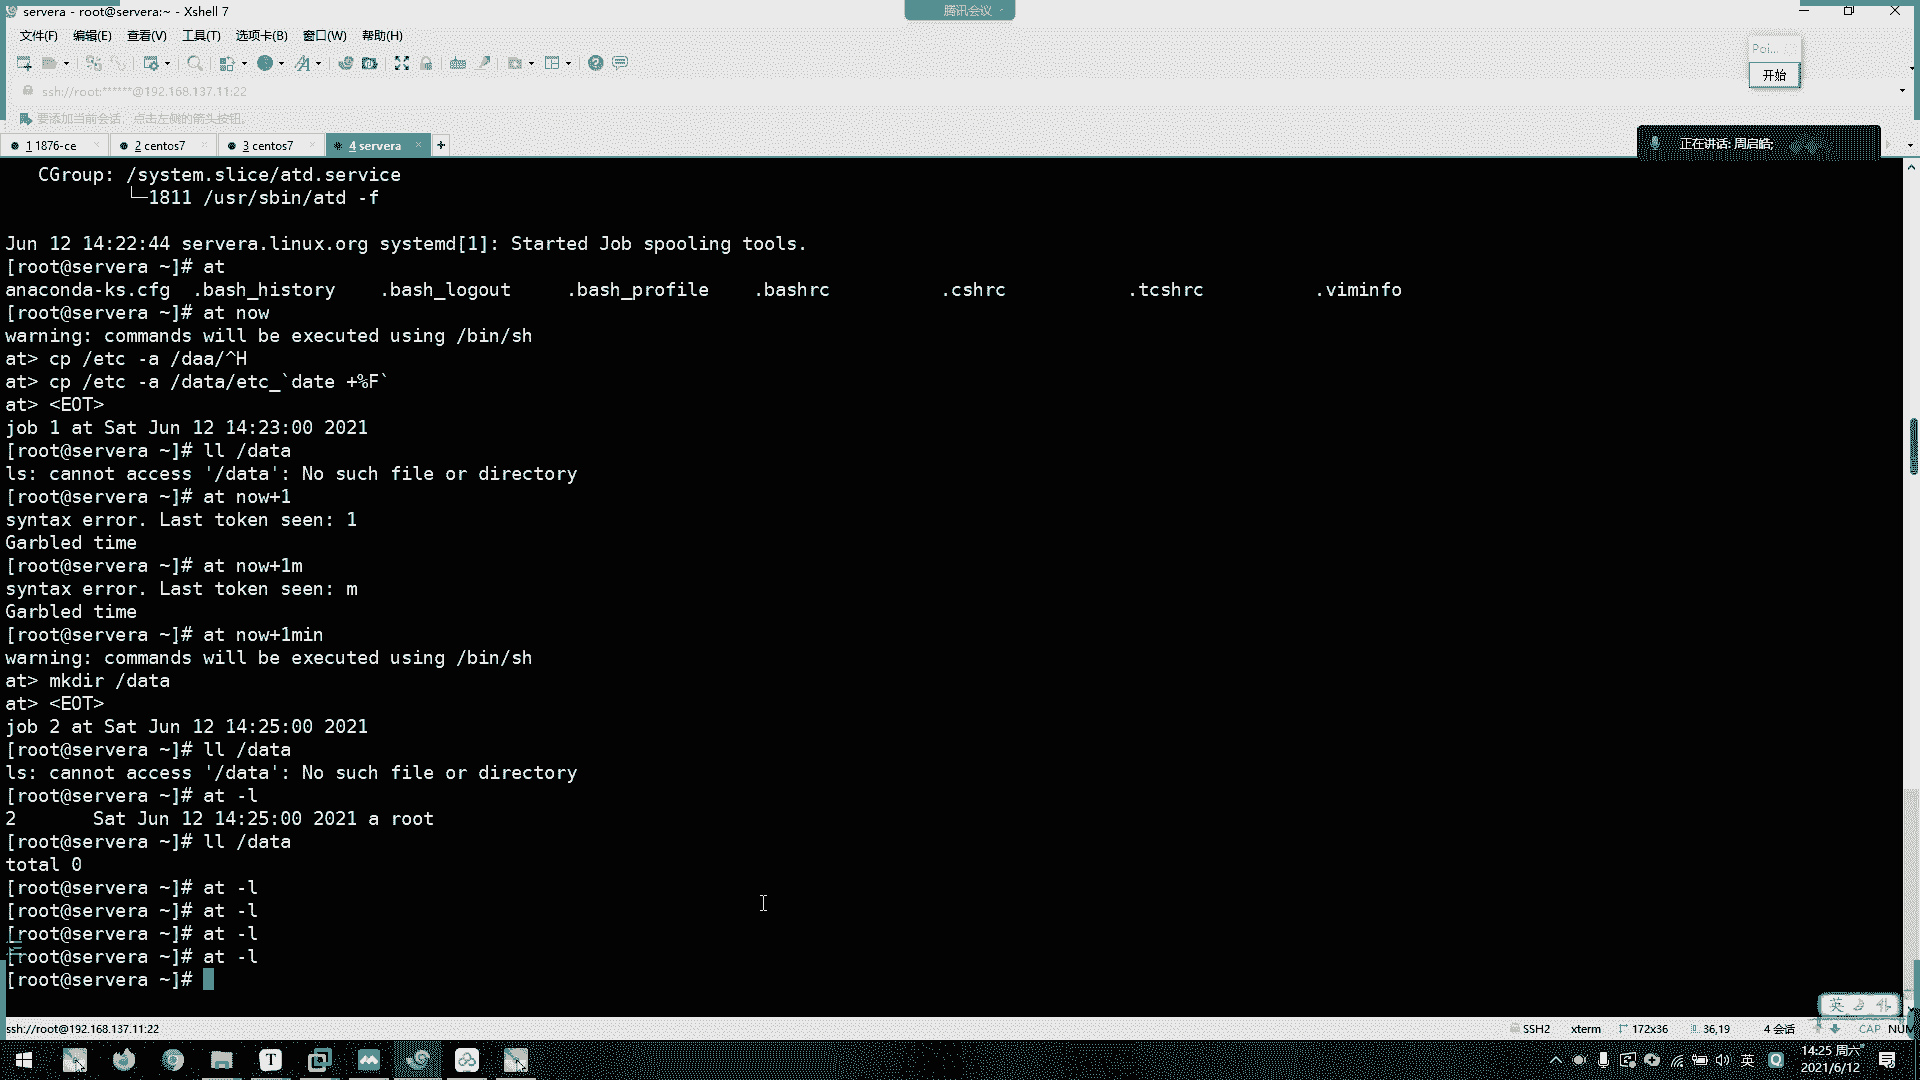 servera - root@servera:~ - Xshell 7
腾讯会议
文件(F) 编辑(E) 查看(V) 工具(T) 选项卡(B) 窗口(W) 帮助(H)
Poi...
开始
ssh://root:******@192.168.137.11:22
要添加当前会话，点击左侧的箭头按钮。
1 1876-ce 2 centos7 3 centos7 4 servera
正在讲话: 周启皓;
CGroup: /system.slice/atd.service
└─1811 /usr/sbin/atd -f
Jun 12 14:22:44 servera.linux.org systemd[1]: Started Job spooling tools.
[root@servera ~]# at
anaconda-ks.cfg .bash_history .bash_logout .bash_profile .bashrc .cshrc .tcshrc .viminfo
[root@servera ~]# at now
warning: commands will be executed using /bin/sh
at> cp /etc -a /daa/^H
at> cp /etc -a /data/etc_`date +%F`
at> <EOT>
job 1 at Sat Jun 12 14:23:00 2021
[root@servera ~]# ll /data
ls: cannot access '/data': No such file or directory
[root@servera ~]# at now+1
syntax error. Last token seen: 1
Garbled time
[root@servera ~]# at now+1m
syntax error. Last token seen: m
Garbled time
[root@servera ~]# at now+1min
warning: commands will be executed using /bin/sh
at> mkdir /data
at> <EOT>
job 2 at Sat Jun 12 14:25:00 2021
[root@servera ~]# ll /data
ls: cannot access '/data': No such file or directory
[root@servera ~]# at -l
2 Sat Jun 12 14:25:00 2021 a root
[root@servera ~]# ll /data
total 0
[root@servera ~]# at -l
[root@servera ~]# at -l
[root@servera ~]# at -l
[root@servera ~]# at -l
[root@servera ~]#
英
ssh://root@192.168.137.11:22 SSH2 xterm 172x36 36,19 4 会话 CAP NUM
英 14:25 周六
2021/6/12